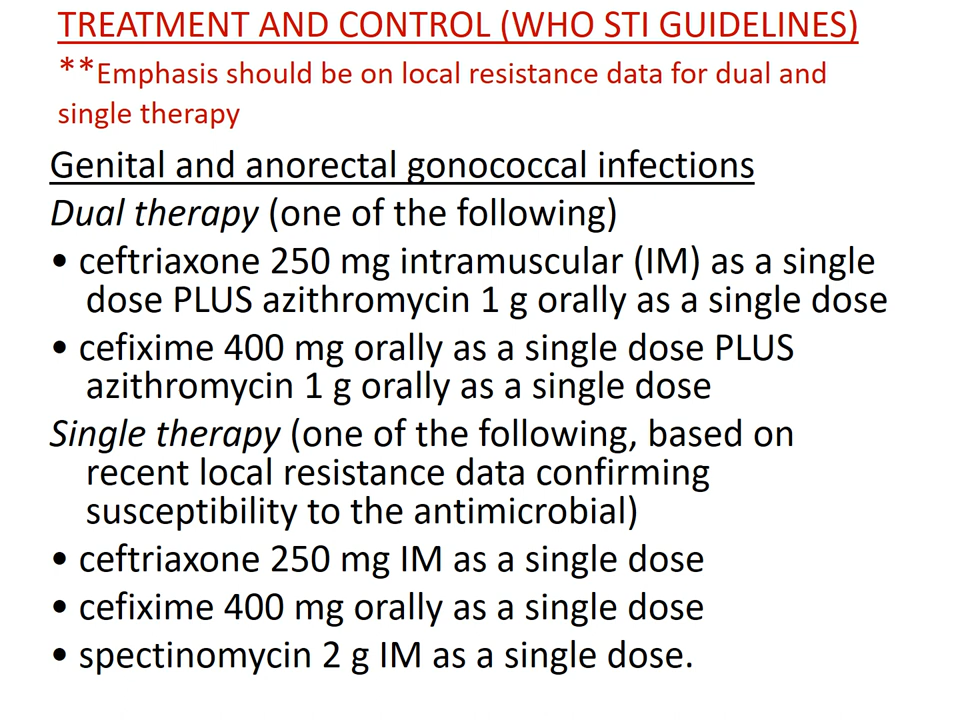 TREATMENT AND CONTROL (WHO STI GUIDELINES)
**Emphasis should be on local resistance data for dual and
single therapy
Genital and anorectal gonococcal infections
Dual therapy (one of the following)
• ceftriaxone 250 mg intramuscular (IM) as a single
dose PLUS azithromycin 1 g orally as a single dose
• cefixime 400 mg orally as a single dose PLUS
azithromycin 1 g orally as a single dose
Single therapy (one of the following, based on
recent local resistance data confirming
susceptibility to the antimicrobial)
• ceftriaxone 250 mg IM as a single dose
• cefixime 400 mg orally as a single dose
• spectinomycin 2 g IM as a single dose.